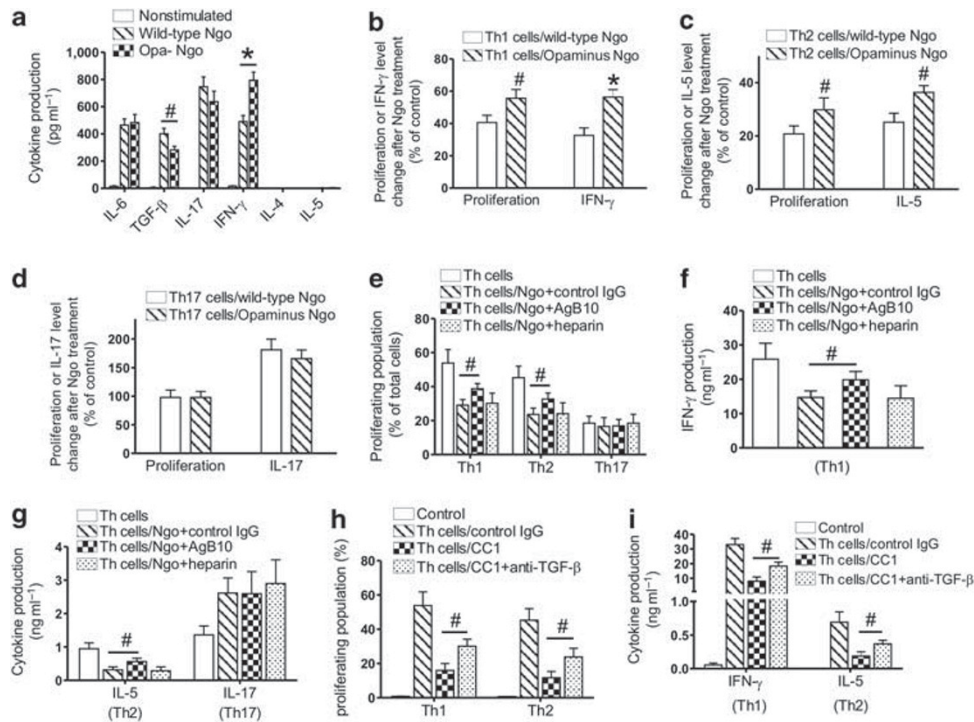 a
Nonstimulated
Wild-type Ngo
Opa- Ngo
Cytokine production
(pg ml⁻¹)
1,000
800
600
400
200
0
#
*
IL-6
TGF-β
IL-17
IFN-γ
IL-4
IL-5
b
Th1 cells/wild-type Ngo
Th1 cells/Opaminus Ngo
Proliferation or IFN-γ level
change after Ngo treatment
(% of control)
80
60
40
20
0
#
*
Proliferation
IFN-γ
c
Th2 cells/wild-type Ngo
Th2 cells/Opaminus Ngo
Proliferation or IL-5 level
change after Ngo treatment
(% of control)
60
40
20
0
#
#
Proliferation
IL-5
d
Th17 cells/wild-type Ngo
Th17 cells/Opaminus Ngo
Proliferation or IL-17 level
change after Ngo treatment
(% of control)
200
150
100
50
0
Proliferation
IL-17
e
Th cells
Th cells/Ngo+control IgG
Th cells/Ngo+AgB10
Th cells/Ngo+heparin
Proliferating population
(% of total cells)
80
60
40
20
0
#
#
Th1
Th2
Th17
f
Th cells
Th cells/Ngo+control IgG
Th cells/Ngo+AgB10
Th cells/Ngo+heparin
IFN-γ production
(ng ml⁻¹)
40
30
20
10
0
#
(Th1)
g
Th cells
Th cells/Ngo+control IgG
Th cells/Ngo+AgB10
Th cells/Ngo+heparin
Cytokine production
(ng ml⁻¹)
4
3
2
1
0
#
IL-5
(Th2)
IL-17
(Th17)
h
Control
Th cells/control IgG
Th cells/CC1
Th cells/CC1+anti-TGF-β
proliferating population (%)
80
60
40
20
0
#
#
Th1
Th2
i
Control
Th cells/control IgG
Th cells/CC1
Th cells/CC1+anti-TGF-β
Cytokine production
(ng ml⁻¹)
40
30
20
10
1.0
0.5
0.0
#
#
IFN-γ
(Th1)
IL-5
(Th2)